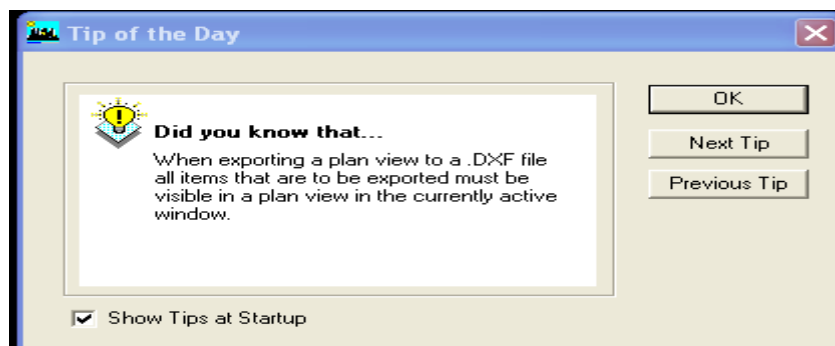 Tip of the Day
Did you know that...
When exporting a plan view to a .DXF file
all items that are to be exported must be
visible in a plan view in the currently active
window.
OK
Next Tip
Previous Tip
Show Tips at Startup